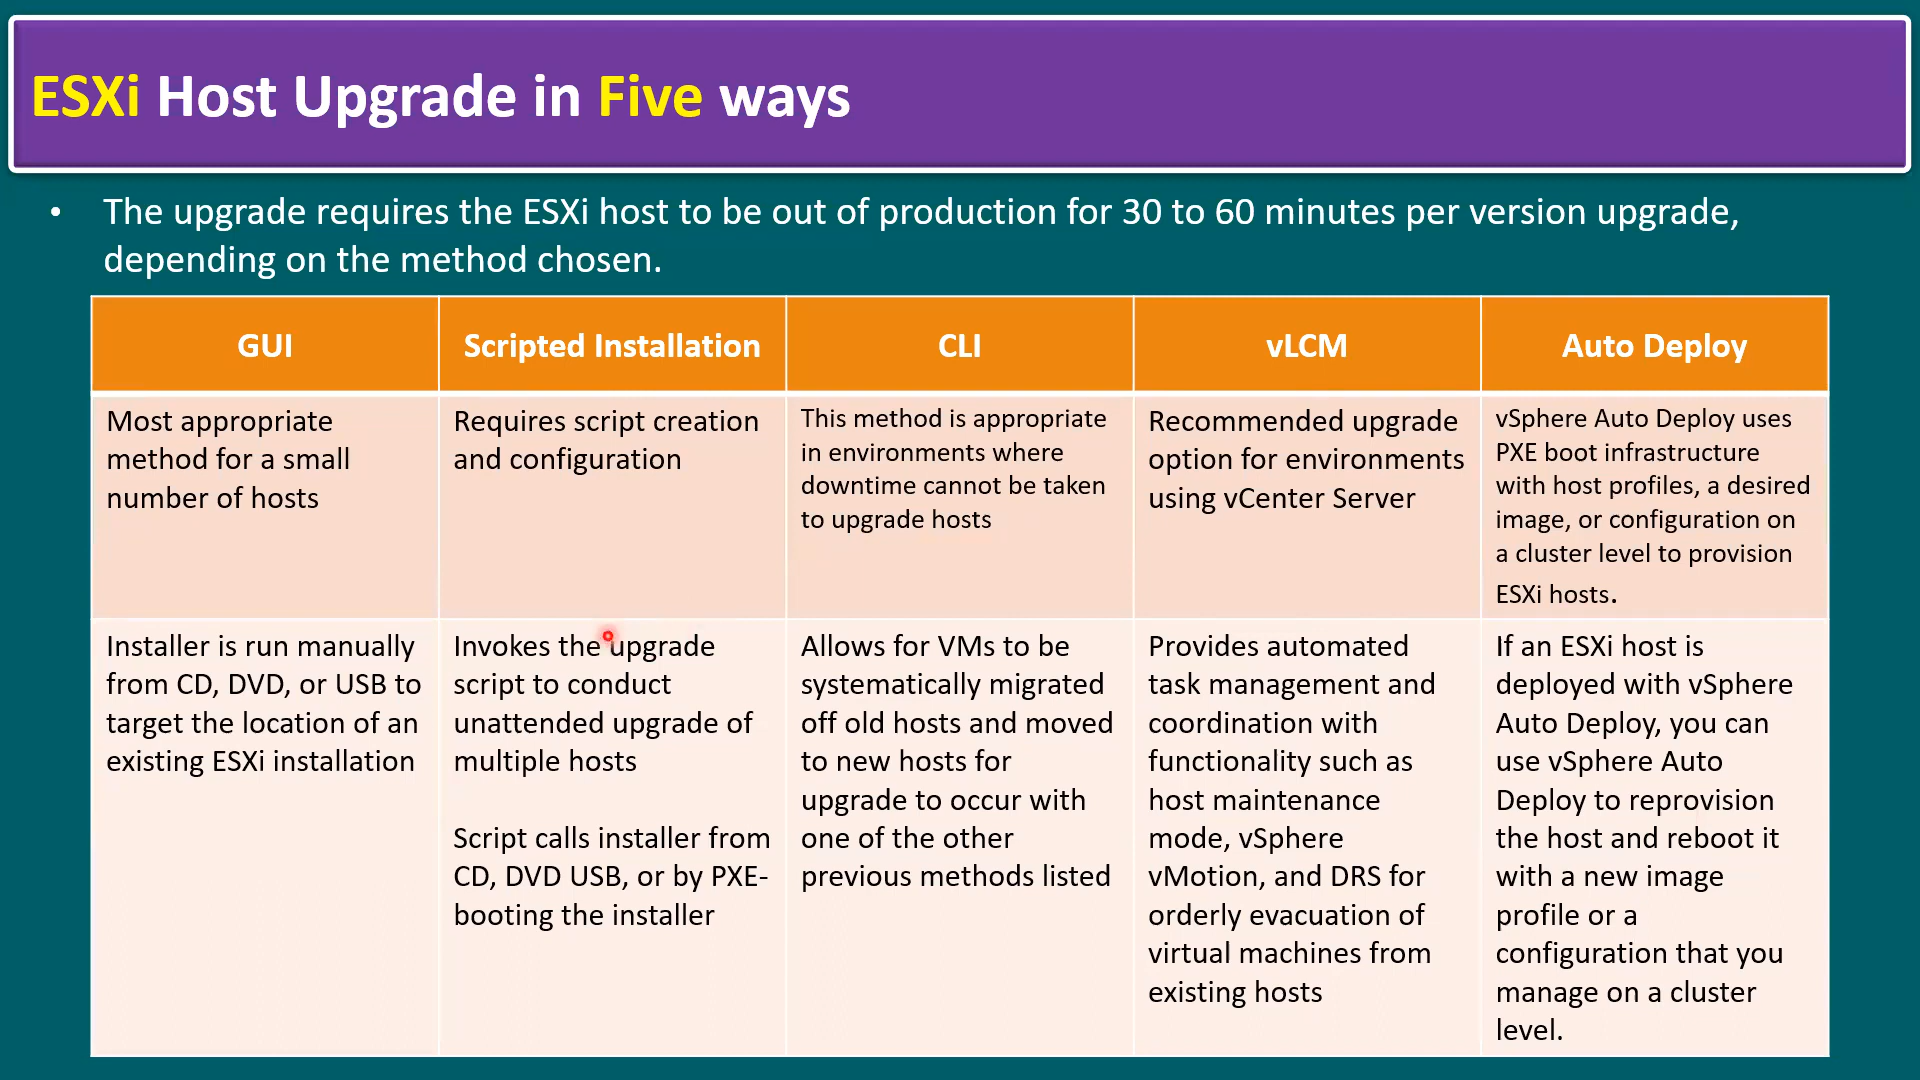 ESXi Host Upgrade in Five ways
• The upgrade requires the ESXi host to be out of production for 30 to 60 minutes per version upgrade,
depending on the method chosen.
GUI
Scripted Installation
CLI
vLCM
Auto Deploy
Most appropriate
method for a small
number of hosts
Requires script creation
and configuration
This method is appropriate
in environments where
downtime cannot be taken
to upgrade hosts
Recommended upgrade
option for environments
using vCenter Server
vSphere Auto Deploy uses
PXE boot infrastructure
with host profiles, a desired
image, or configuration on
a cluster level to provision
ESXi hosts.
Installer is run manually
from CD, DVD, or USB to
target the location of an
existing ESXi installation
Invokes the upgrade
script to conduct
unattended upgrade of
multiple hosts
Script calls installer from
CD, DVD USB, or by PXE-
booting the installer
Allows for VMs to be
systematically migrated
off old hosts and moved
to new hosts for
upgrade to occur with
one of the other
previous methods listed
Provides automated
task management and
coordination with
functionality such as
host maintenance
mode, vSphere
vMotion, and DRS for
orderly evacuation of
virtual machines from
existing hosts
If an ESXi host is
deployed with vSphere
Auto Deploy, you can
use vSphere Auto
Deploy to reprovision
the host and reboot it
with a new image
profile or a
configuration that you
manage on a cluster
level.